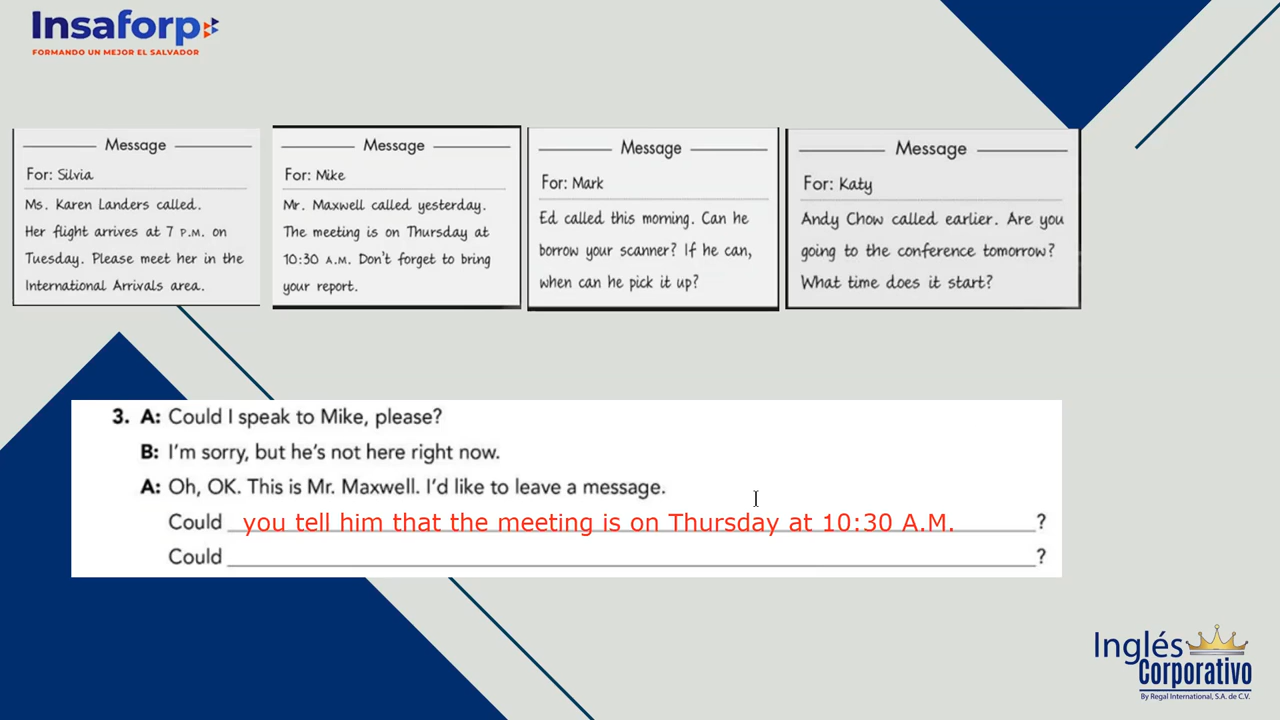 Insaforp
FORMANDO UN MEJOR EL SALVADOR
Message
For: Silvia
Ms. Karen Landers called.
Her flight arrives at 7 P.M. on
Tuesday. Please meet her in the
International Arrivals area.
Message
For: Mike
Mr. Maxwell called yesterday.
The meeting is on Thursday at
10:30 A.M. Don't forget to bring
your report.
Message
For: Mark
Ed called this morning. Can he
borrow your scanner? If he can,
when can he pick it up?
Message
For: Katy
Andy Chow called earlier. Are you
going to the conference tomorrow?
What time does it start?
3. A: Could I speak to Mike, please?
B: I'm sorry, but he's not here right now.
A: Oh, OK. This is Mr. Maxwell. I'd like to leave a message.
Could you tell him that the meeting is on Thursday at 10:30 A.M. ?
Could ?
Inglés
Corporativo
By Regal International, S.A. de C.V.